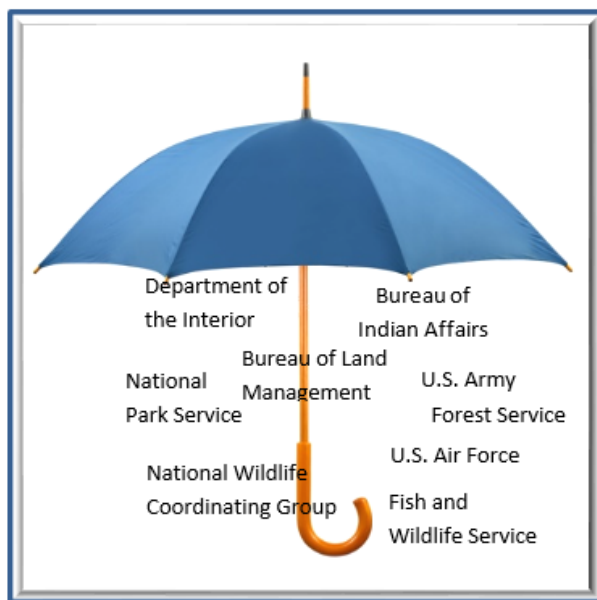 Department of
the Interior
Bureau of
Indian Affairs
Bureau of Land
Management
National
Park Service
U.S. Army
Forest Service
U.S. Air Force
National Wildlife
Coordinating Group
Fish and
Wildlife Service